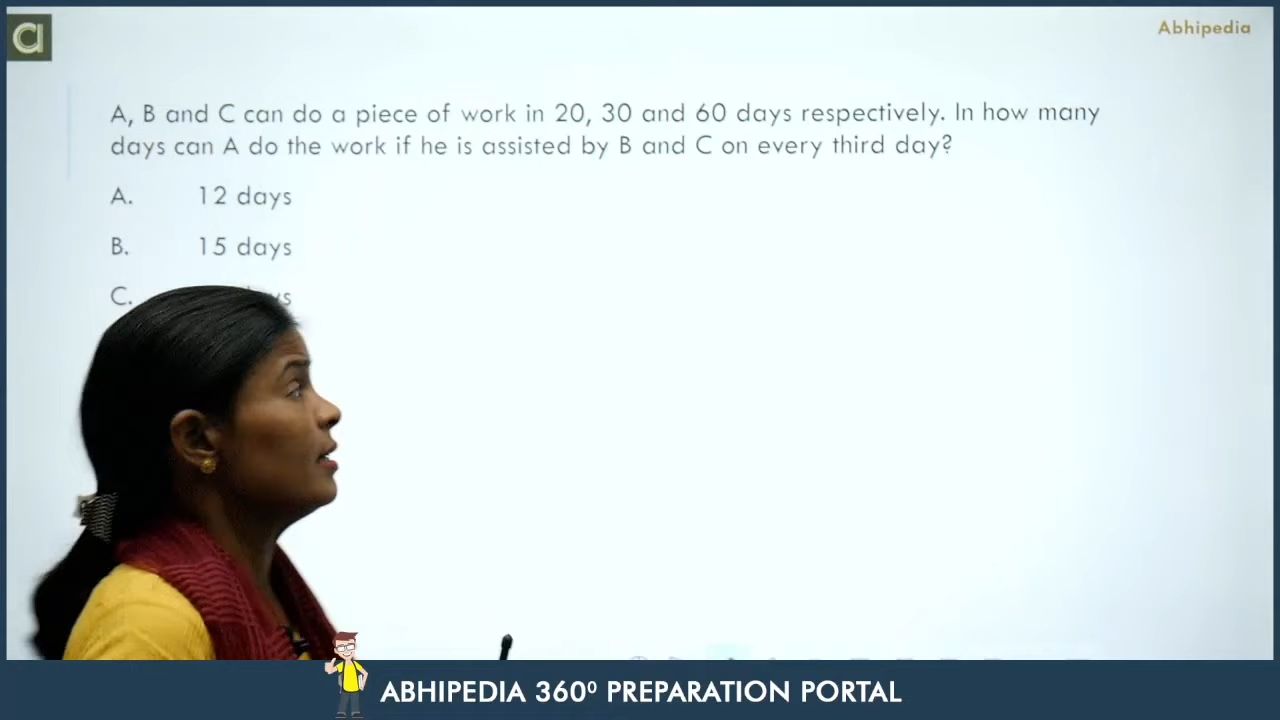 Abhipedia
A, B and C can do a piece of work in 20, 30 and 60 days respectively. In how many
days can A do the work if he is assisted by B and C on every third day?
A. 12 days
B. 15 days
C.
ABHIPEDIA 360⁰ PREPARATION PORTAL